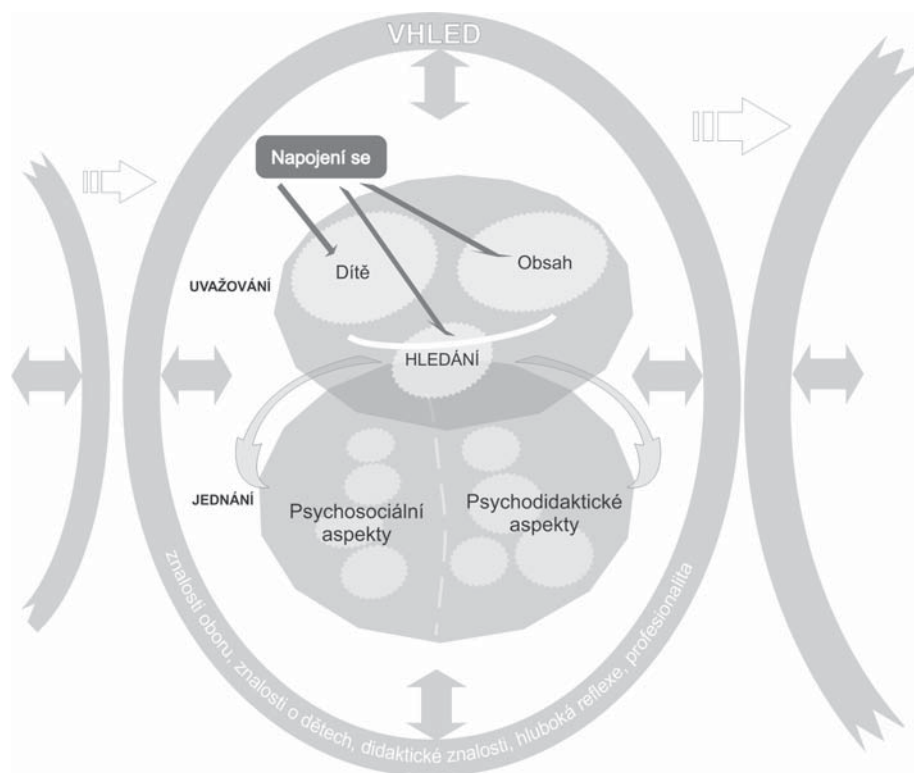 VHLED
Napojení se
Dítě
Obsah
UVAŽOVÁNÍ
HLEDÁNÍ
JEDNÁNÍ
Psychosociální
aspekty
Psychodidaktické
aspekty
znalosti oboru, znalosti o dětech, didaktické znalosti, hluboká reflexe, profesionalita